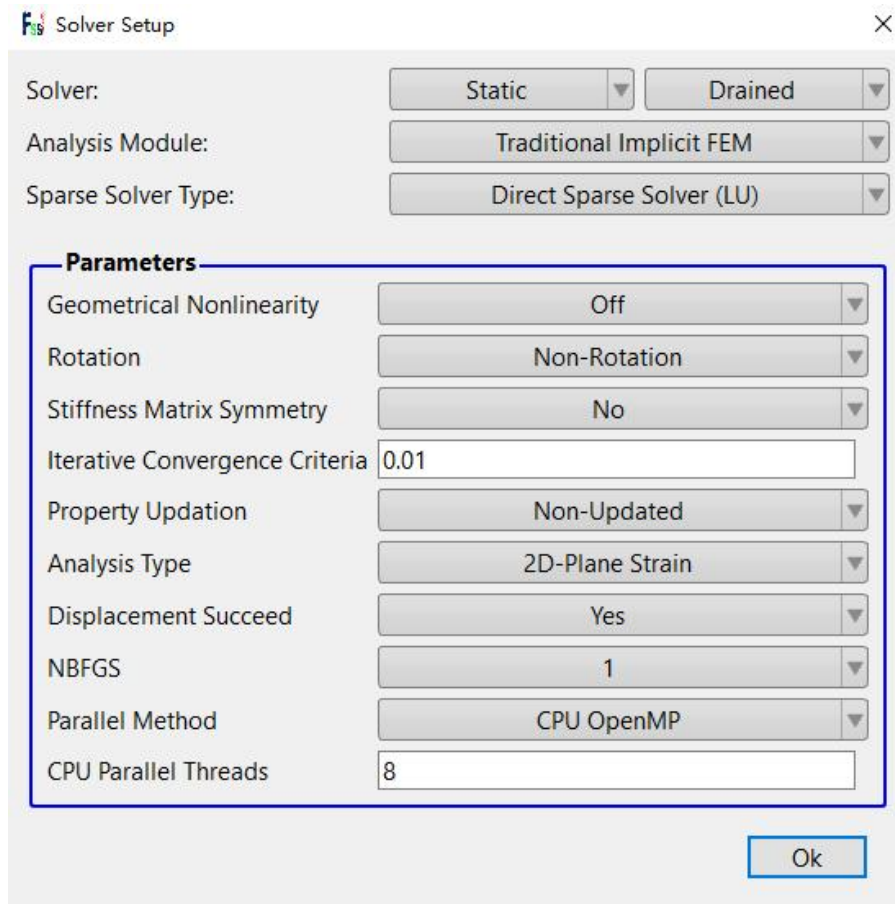 FssiS Solver Setup
Solver: Static Drained
Analysis Module: Traditional Implicit FEM
Sparse Solver Type: Direct Sparse Solver (LU)
Parameters
Geometrical Nonlinearity Off
Rotation Non-Rotation
Stiffness Matrix Symmetry No
Iterative Convergence Criteria 0.01
Property Updation Non-Updated
Analysis Type 2D-Plane Strain
Displacement Succeed Yes
NBFGS 1
Parallel Method CPU OpenMP
CPU Parallel Threads 8
Ok